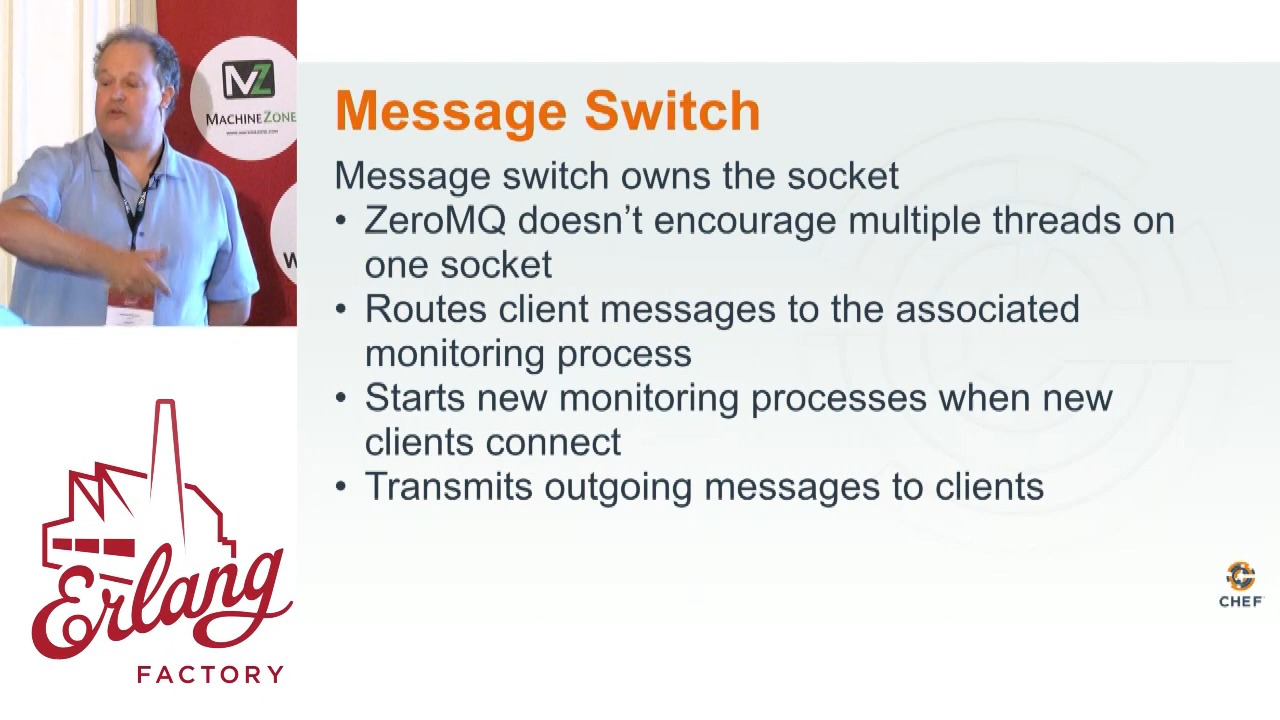 MZ
MACHINEZONE
Message Switch
Message switch owns the socket
• ZeroMQ doesn’t encourage multiple threads on
one socket
• Routes client messages to the associated
monitoring process
• Starts new monitoring processes when new
clients connect
• Transmits outgoing messages to clients
CHEF
Erlang
FACTORY